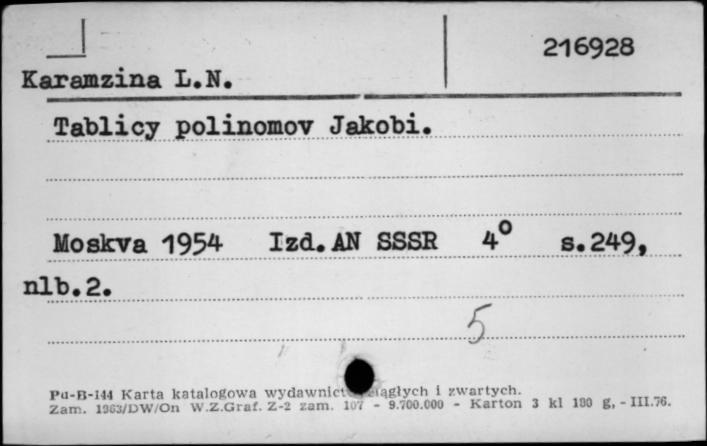 216928
Karamzina L.N.
Tablicy polinomov Jakobi.
Moskva 1954 Izd.AN SSSR 4° s.249,
nlb.2.
5
Pu-B-144 Karta katalogowa wydawnict ciągłych i zwartych.
Zam. 1963/DW/On W.Z.Graf. Z-2 zam. 107 - 9.700.000 - Karton 3 kl 180 g, - III.76.